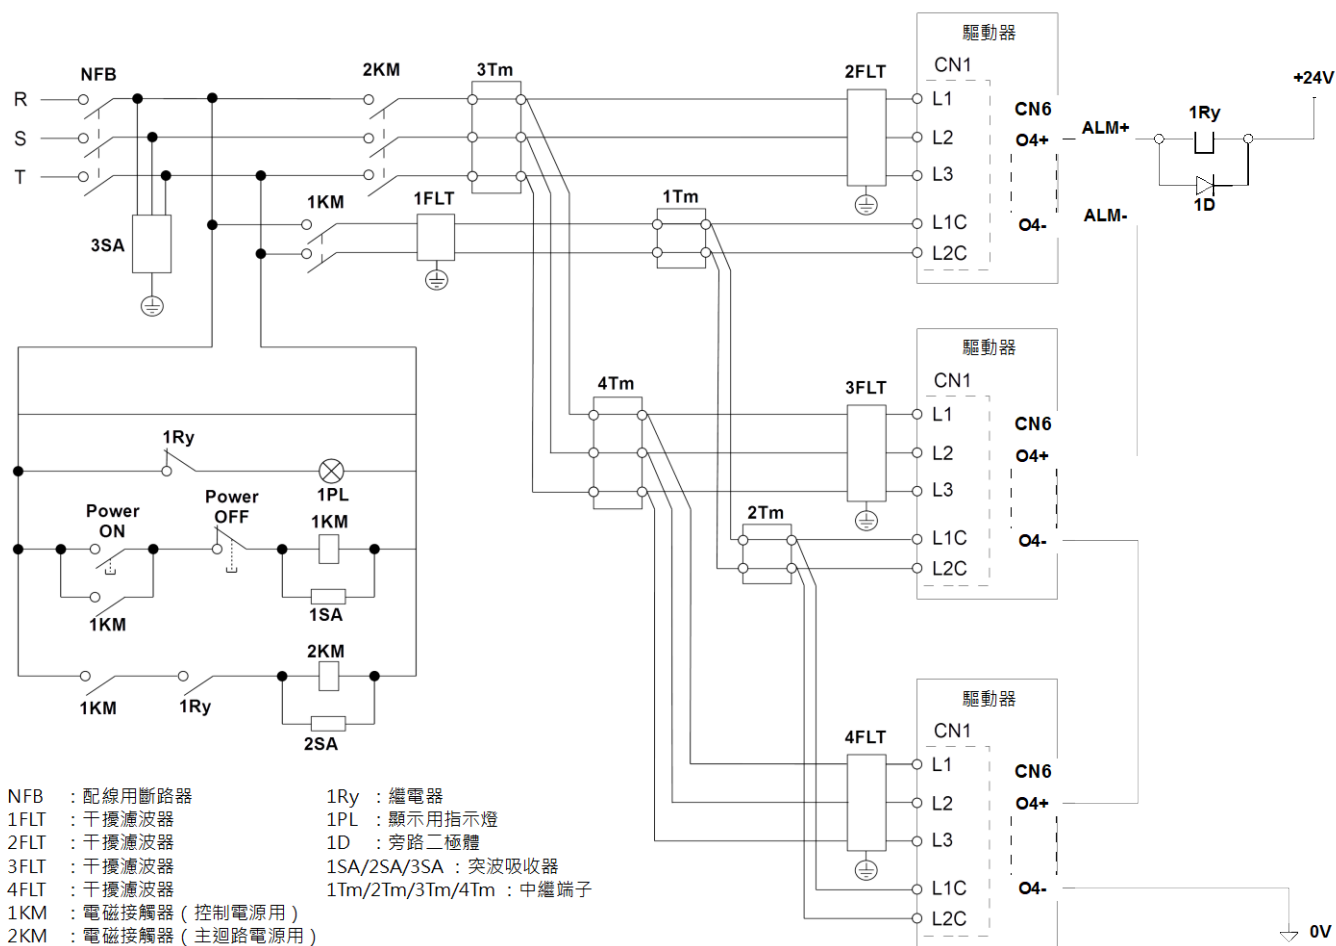 NFB
R
S
T
3SA
2KM
3Tm
1KM
1FLT
1Tm
2FLT
驅動器
CN1
L1
L2
L3
L1C
L2C
CN6
O4+
O4-
ALM+
ALM-
1Ry
1D
+24V
4Tm
3FLT
2Tm
驅動器
CN1
L1
L2
L3
L1C
L2C
CN6
O4+
O4-
1Ry
1PL
Power
ON
Power
OFF
1KM
1SA
1KM
2KM
1KM
1Ry
2SA
4FLT
驅動器
CN1
L1
L2
L3
L1C
L2C
CN6
O4+
O4-
0V
NFB :配線用斷路器
1FLT :干擾濾波器
2FLT :干擾濾波器
3FLT :干擾濾波器
4FLT :干擾濾波器
1KM :電磁接觸器(控制電源用)
2KM :電磁接觸器(主迴路電源用)
1Ry :繼電器
1PL :顯示用指示燈
1D :旁路二極體
1SA/2SA/3SA :突波吸收器
1Tm/2Tm/3Tm/4Tm :中繼端子